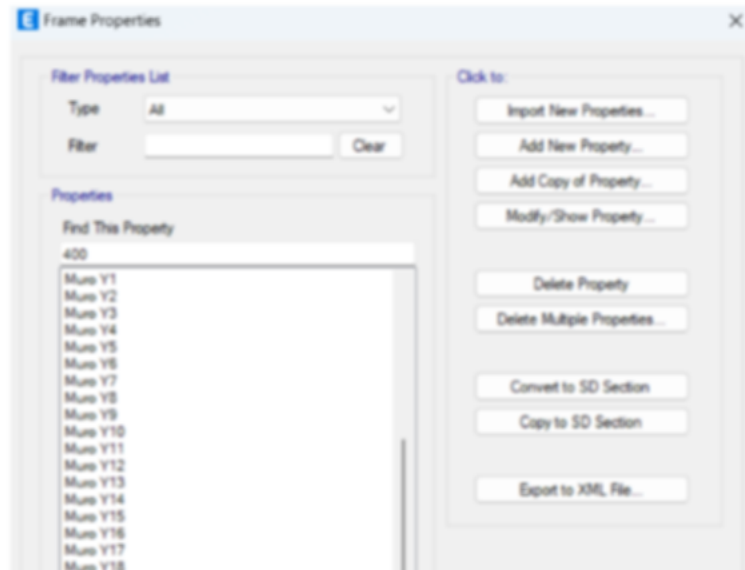 E Frame Properties
Filter Properties List
Type All
Filter Clear
Properties
Find This Property
400
Muro Y1
Muro Y2
Muro Y3
Muro Y4
Muro Y5
Muro Y6
Muro Y7
Muro Y8
Muro Y9
Muro Y10
Muro Y11
Muro Y12
Muro Y13
Muro Y14
Muro Y15
Muro Y16
Muro Y17
Muro Y18
Click to:
Import New Properties...
Add New Property...
Add Copy of Property...
Modify/Show Property...
Delete Property
Delete Multiple Properties...
Convert to SD Section
Copy to SD Section
Export to XML File...